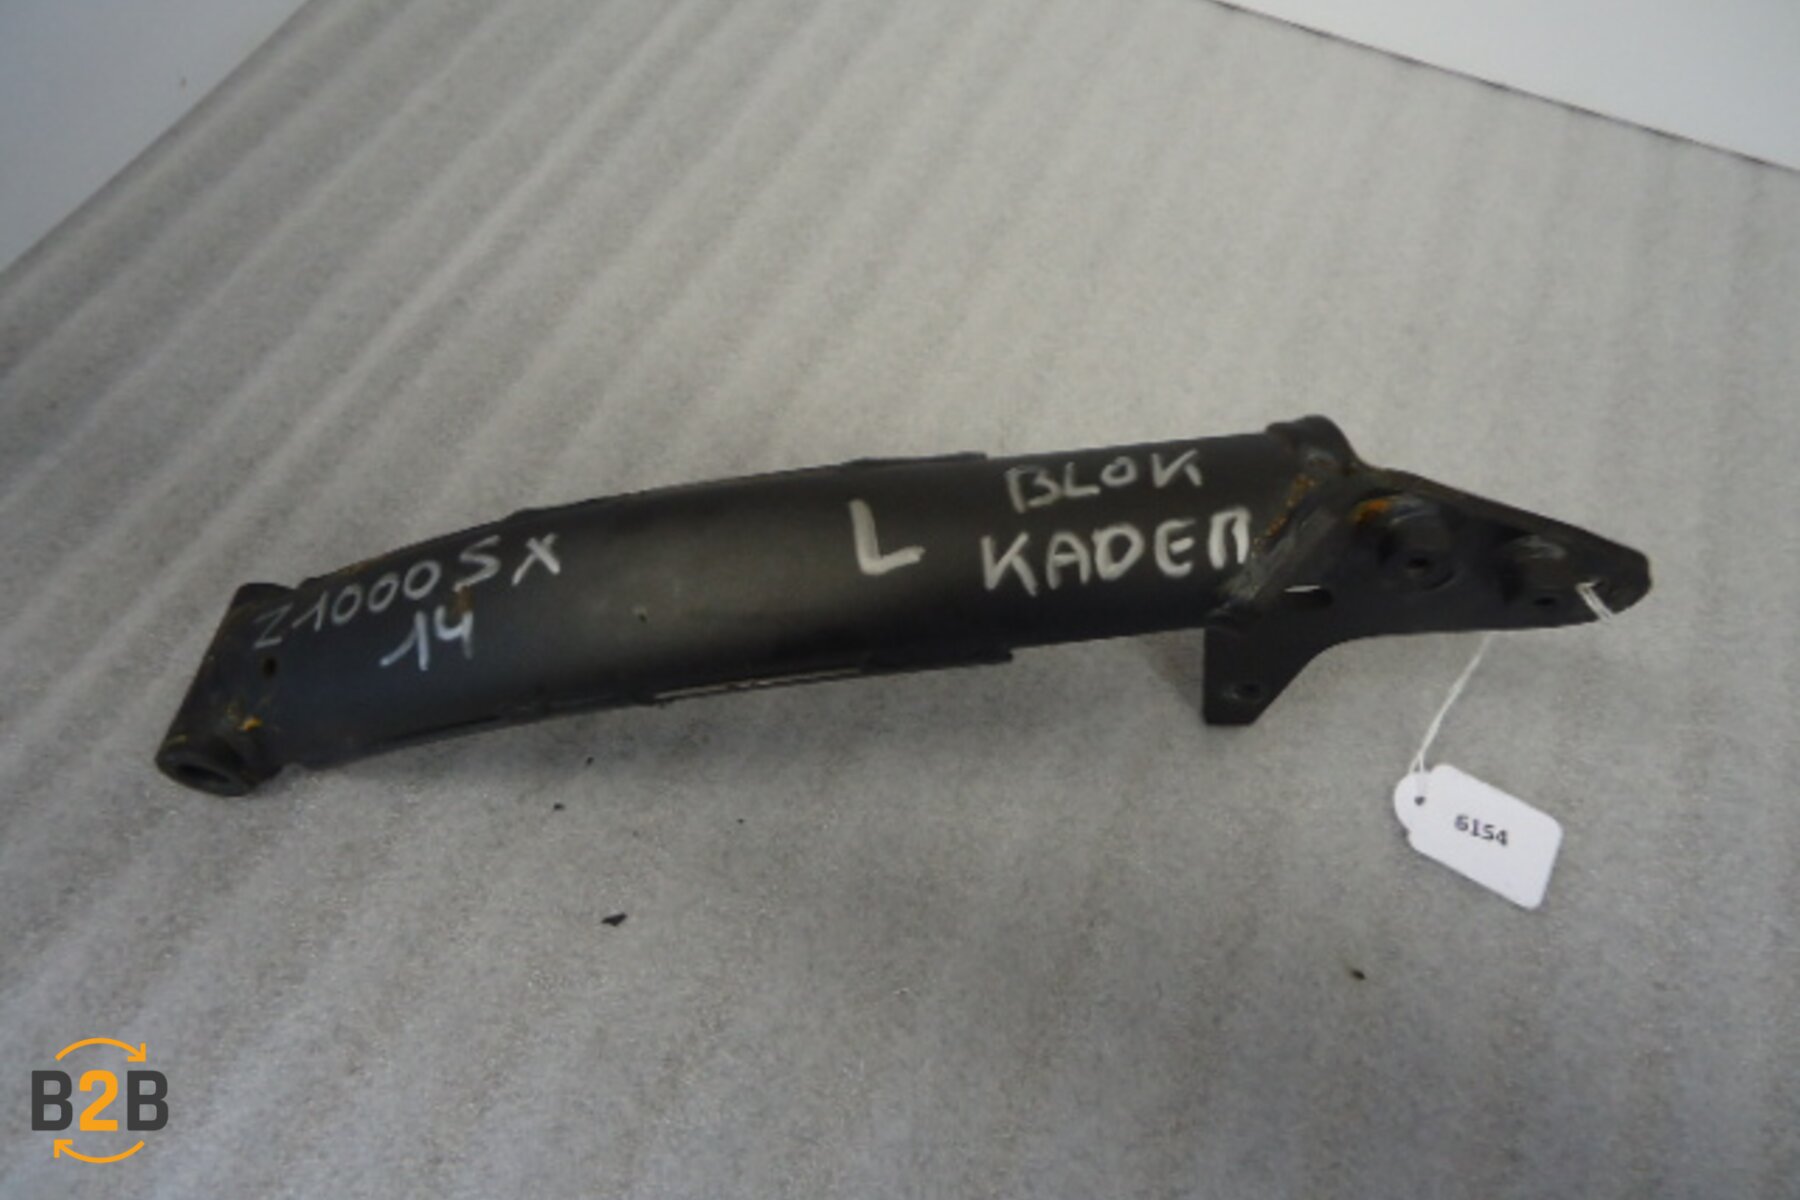 Z1000SX
14
L
BLOK
KADER
6154
B2B